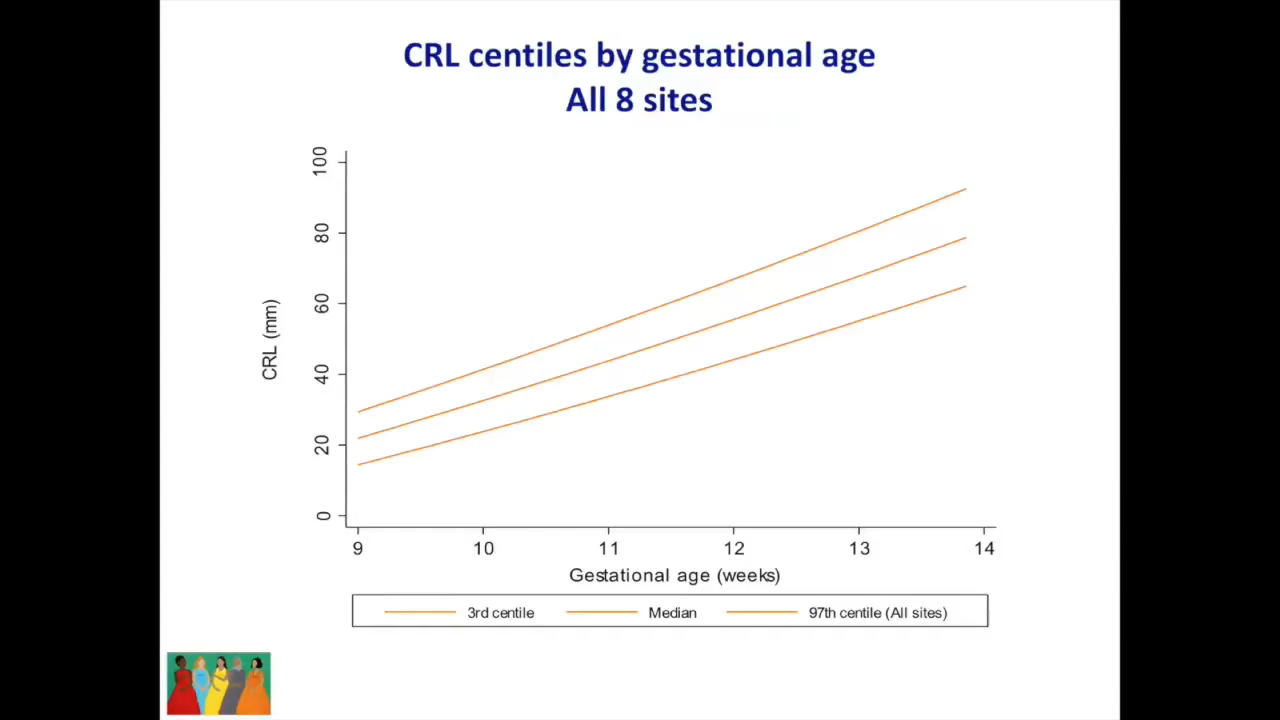 CRL centiles by gestational age
All 8 sites
100
80
60
40
20
0
CRL (mm)
9 10 11 12 13 14
Gestational age (weeks)
3rd centile Median 97th centile (All sites)